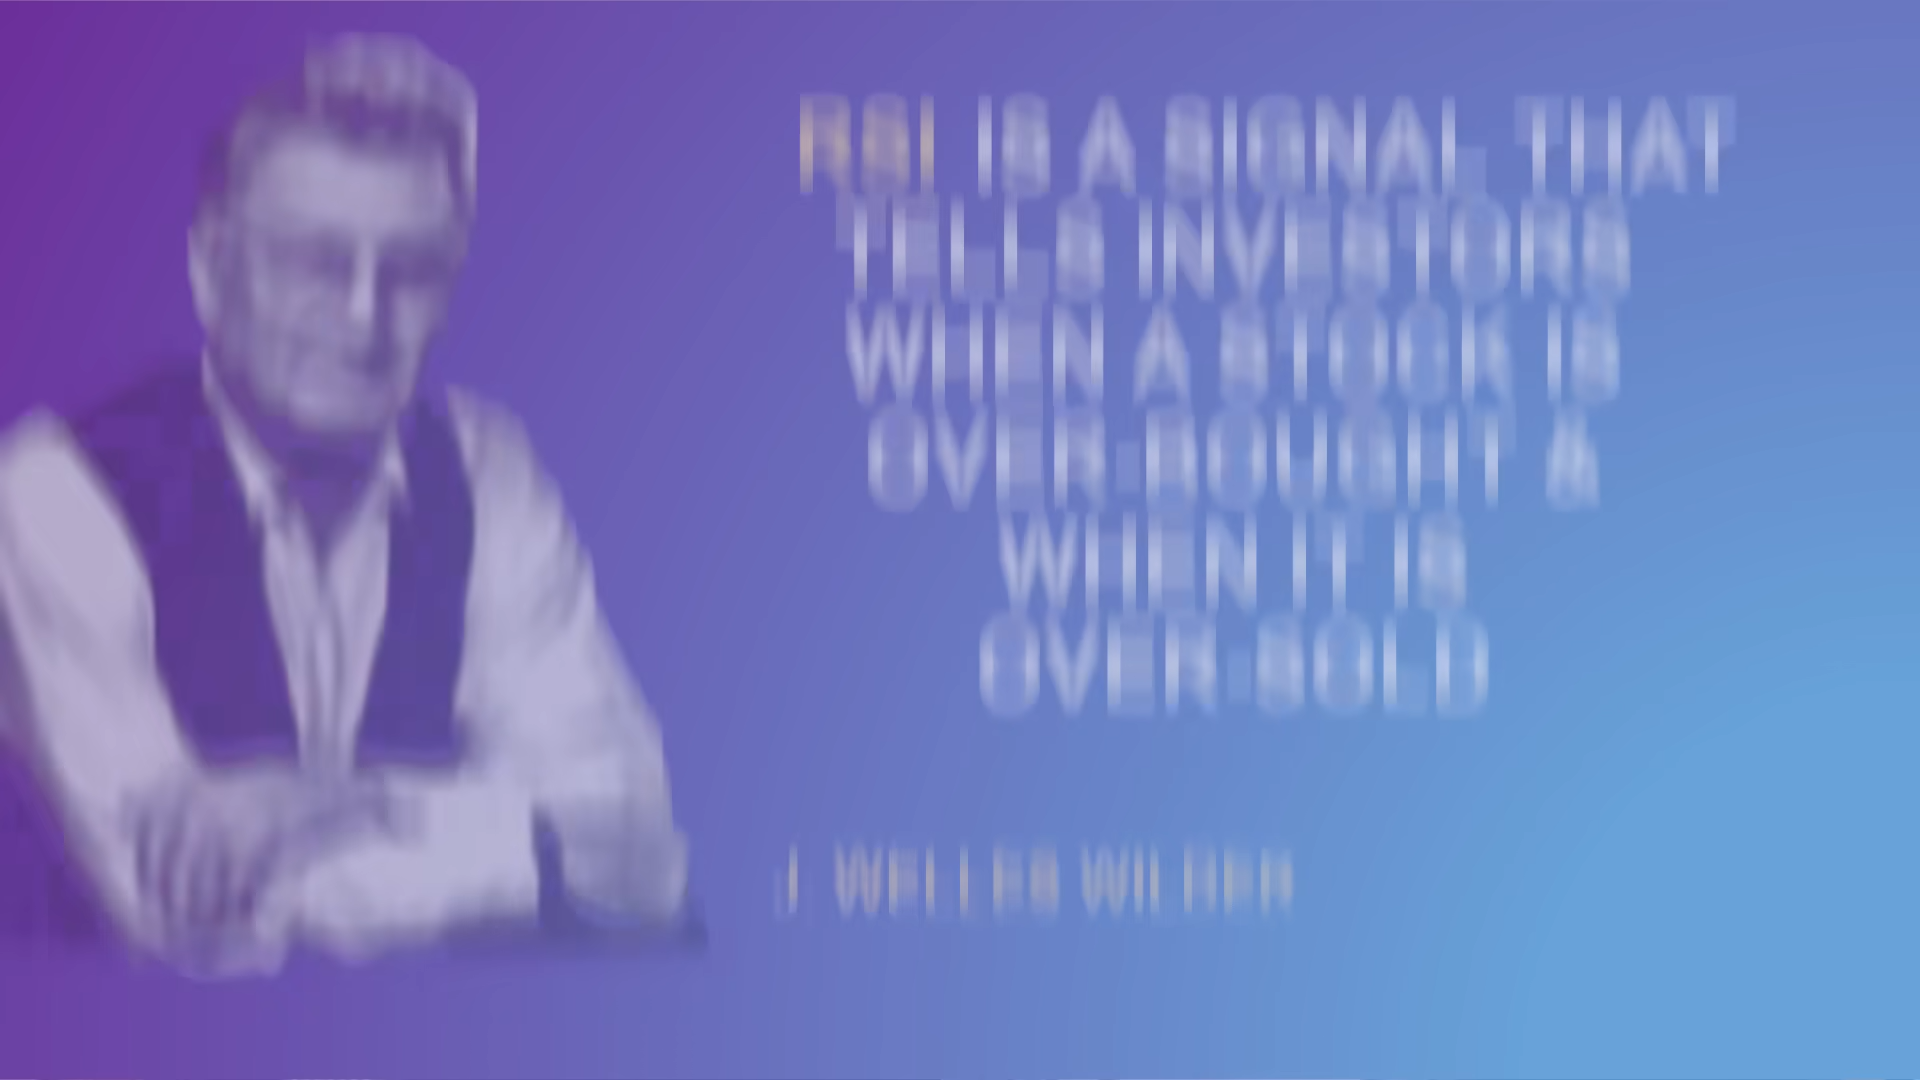 RSI IS A SIGNAL THAT
TELLS INVESTORS
WHEN A STOCK IS
OVER-BOUGHT &
WHEN IT IS
OVER-SOLD
J WELLES WILDER